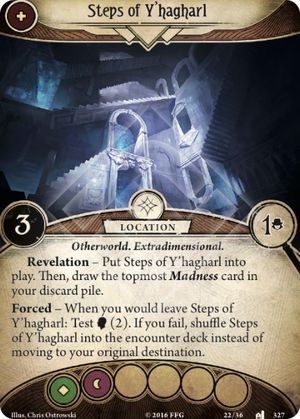 Steps of Y'hagharl
3
LOCATION
1
Otherworld. Extradimensional.
Revelation – Put Steps of Y'hagharl into
play. Then, draw the topmost Madness card in
your discard pile.
Forced – When you would leave Steps of
Y'hagharl: Test (2). If you fail, shuffle Steps
of Y'hagharl into the encounter deck instead of
moving to your original destination.
Illus. Chris Ostrowski © 2016 FFG 22/36 327